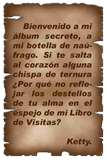 Bienvenido a mi
álbum secreto, a
mi botella de náu-
frago. Si te salta
al corazón alguna
chispa de ternura
¿Por qué no refle-
jar los destellos
de tu alma en el
espejo de mi Libro
de Visitas?
Ketty.